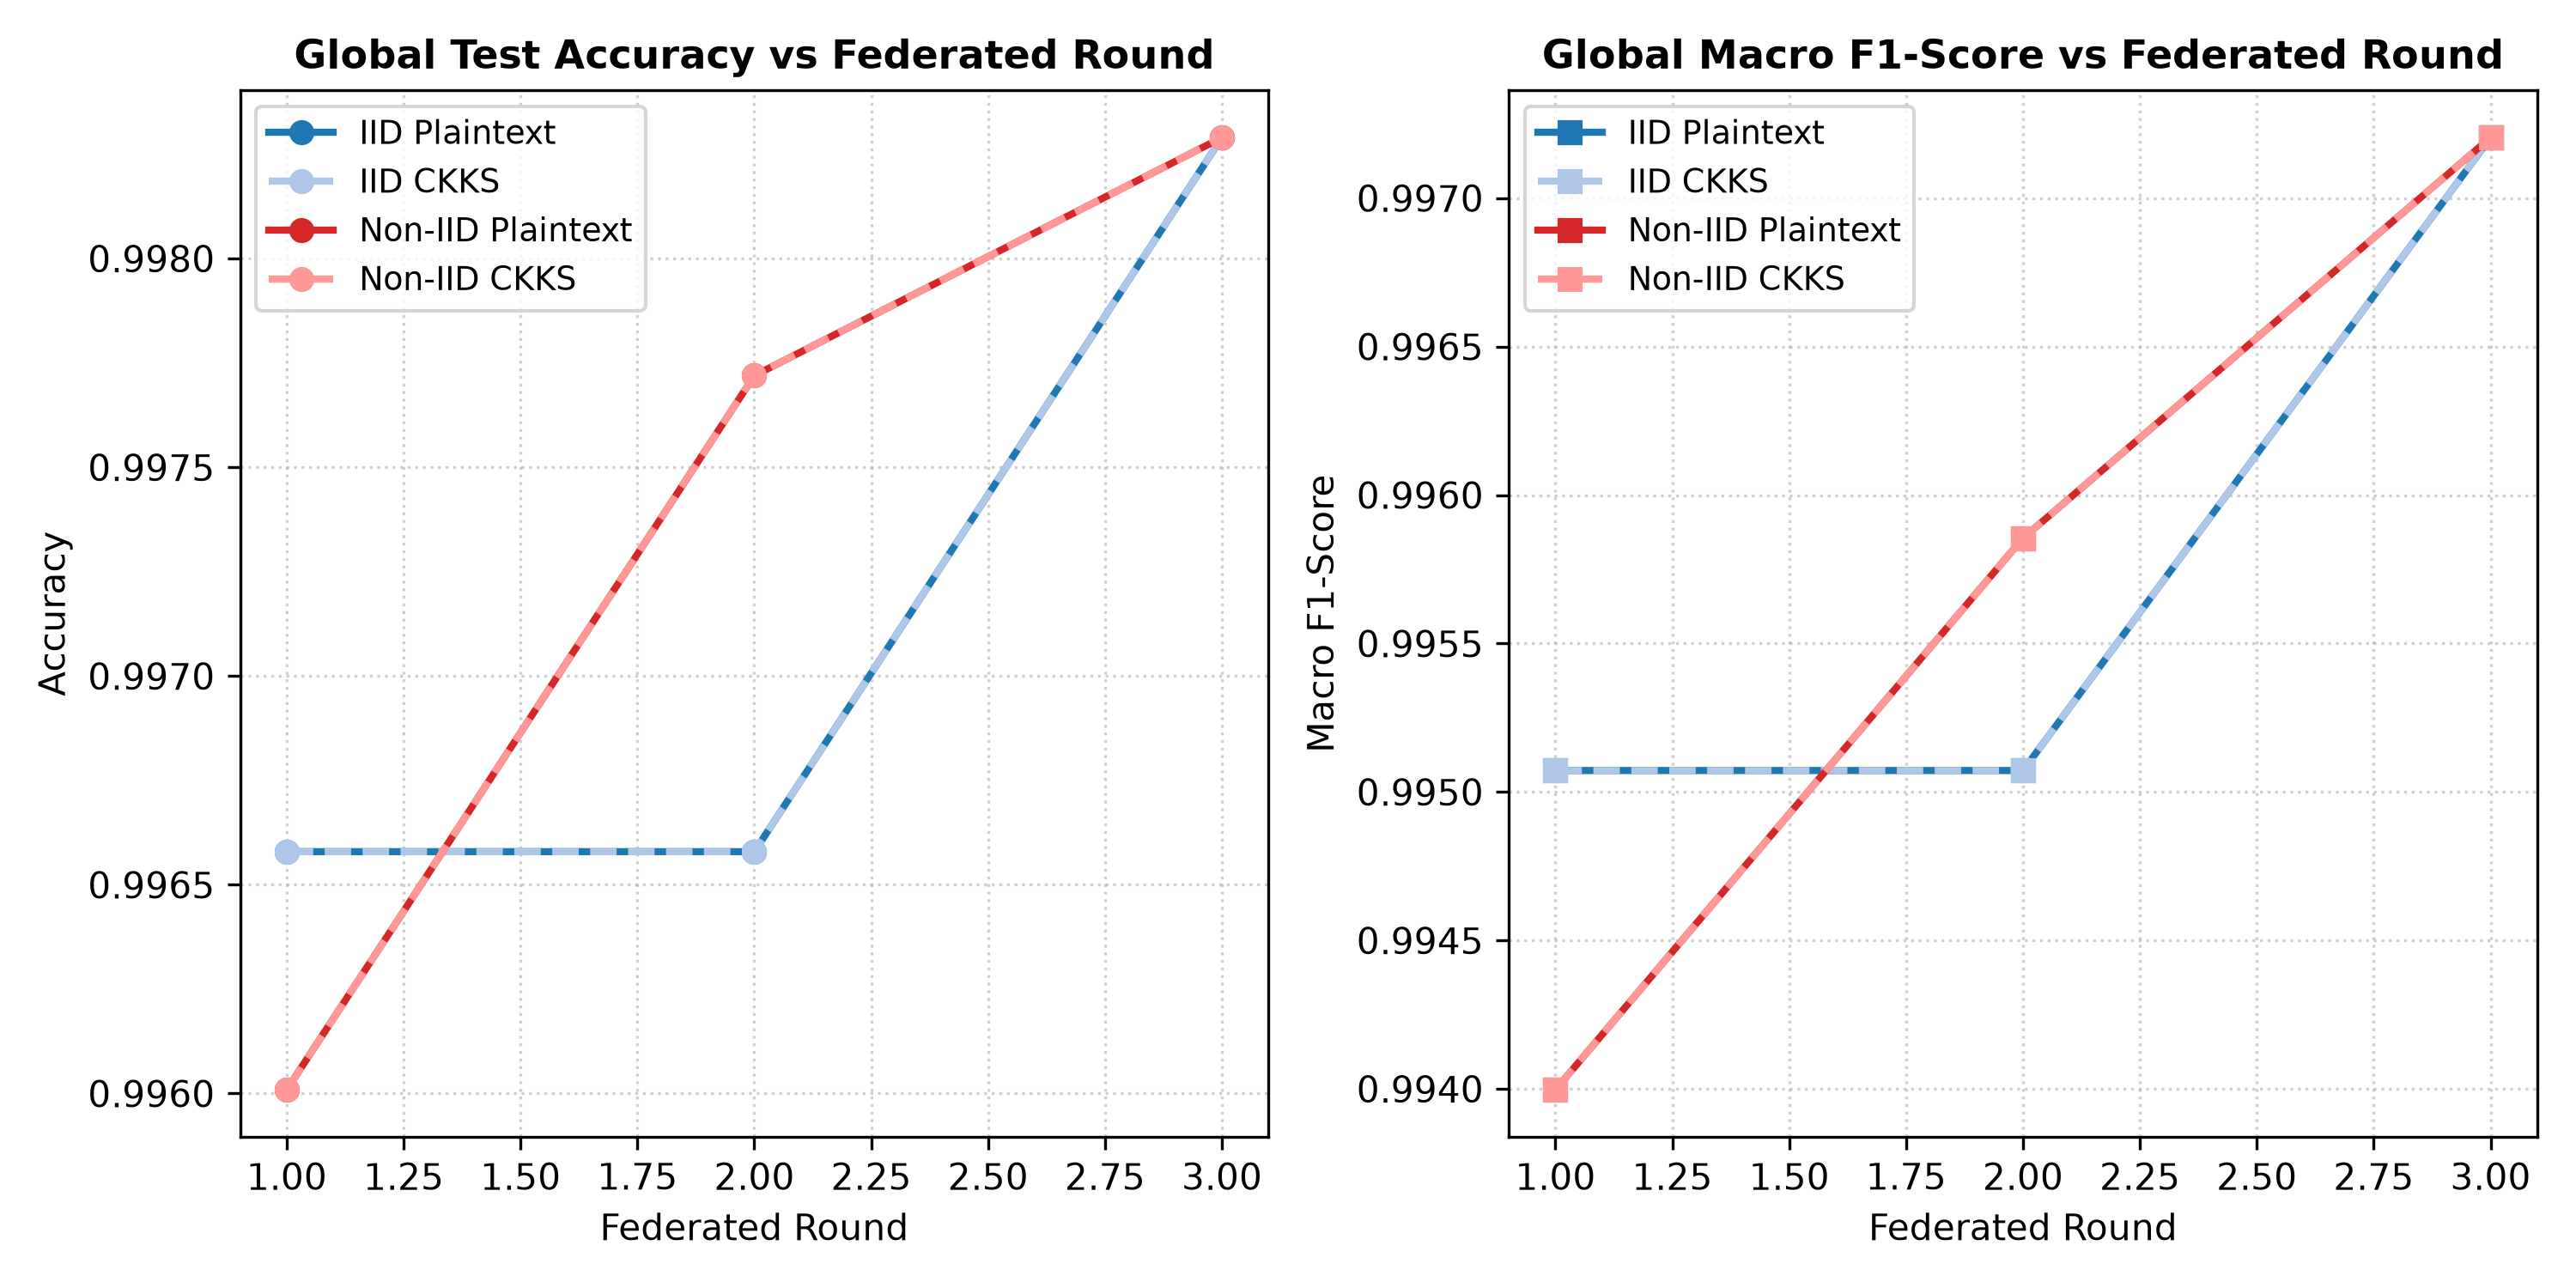 Global Test Accuracy vs Federated Round
IID Plaintext
IID CKKS
Non-IID Plaintext
Non-IID CKKS
Accuracy
0.9980
0.9975
0.9970
0.9965
0.9960
1.00 1.25 1.50 1.75 2.00 2.25 2.50 2.75 3.00
Federated Round
Global Macro F1-Score vs Federated Round
IID Plaintext
IID CKKS
Non-IID Plaintext
Non-IID CKKS
Macro F1-Score
0.9970
0.9965
0.9960
0.9955
0.9950
0.9945
0.9940
1.00 1.25 1.50 1.75 2.00 2.25 2.50 2.75 3.00
Federated Round